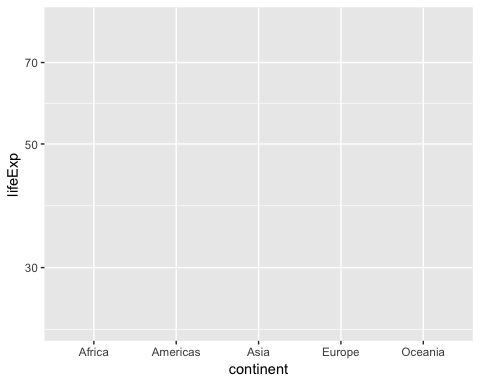 70
50
30
lifeExp
Africa Americas Asia Europe Oceania
continent